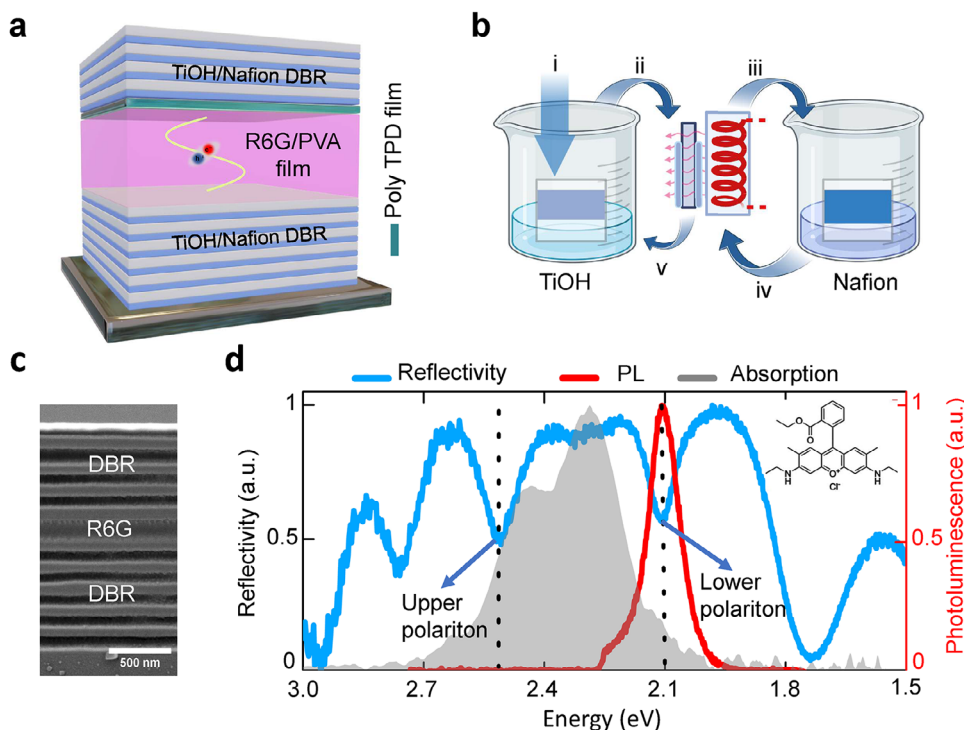 a
TiOH/Nafion DBR
R6G/PVA
film
TiOH/Nafion DBR
Poly TPD film
b
i
ii
iii
TiOH
v
iv
Nafion
c
DBR
R6G
DBR
500 nm
d
Reflectivity
PL
Absorption
Reflectivity (a.u.)
1
0.5
0
Upper
polariton
Lower
polariton
O
O
N
H
O+
Cl-
N
H
1
0.5
0
Photoluminescence (a.u.)
3.0
2.7
2.4
2.1
1.8
1.5
Energy (eV)